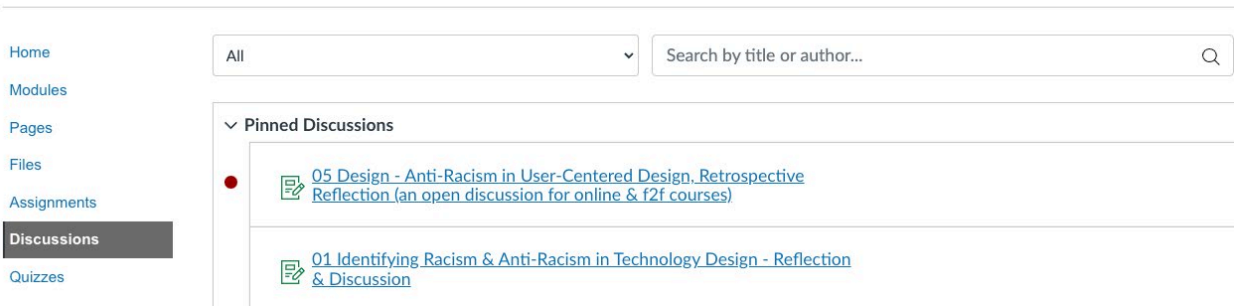 Home
Modules
Pages
Files
Assignments
Discussions
Quizzes
All
Search by title or author...
Pinned Discussions
05 Design - Anti-Racism in User-Centered Design, Retrospective
Reflection (an open discussion for online & f2f courses)
01 Identifying Racism & Anti-Racism in Technology Design - Reflection
& Discussion